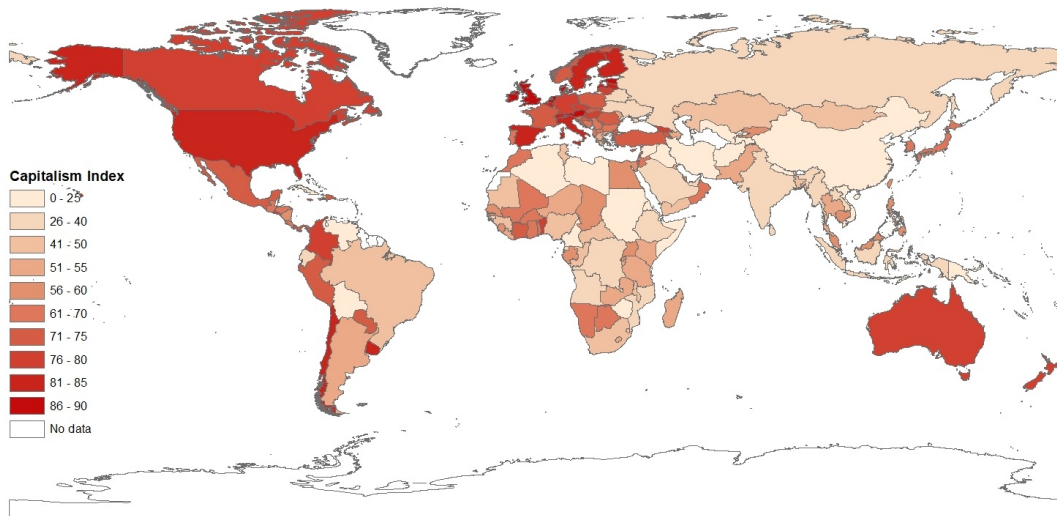 Capitalism Index
0 - 25
26 - 40
41 - 50
51 - 55
56 - 60
61 - 70
71 - 75
76 - 80
81 - 85
86 - 90
No data